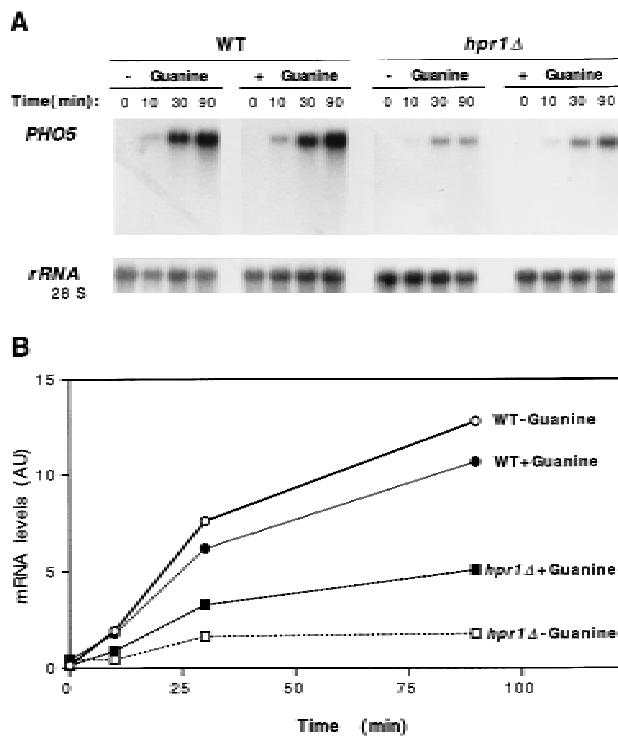 A
WT hpr1Δ
- Guanine + Guanine - Guanine + Guanine
Time(min): 0 10 30 90 0 10 30 90 0 10 30 90 0 10 30 90
PHO5
rRNA
28 S
B
15
10
5
0
mRNA levels (AU)
WT-Guanine
WT+Guanine
hpr1Δ+Guanine
hpr1Δ-Guanine
0 25 50 75 100
Time (min)